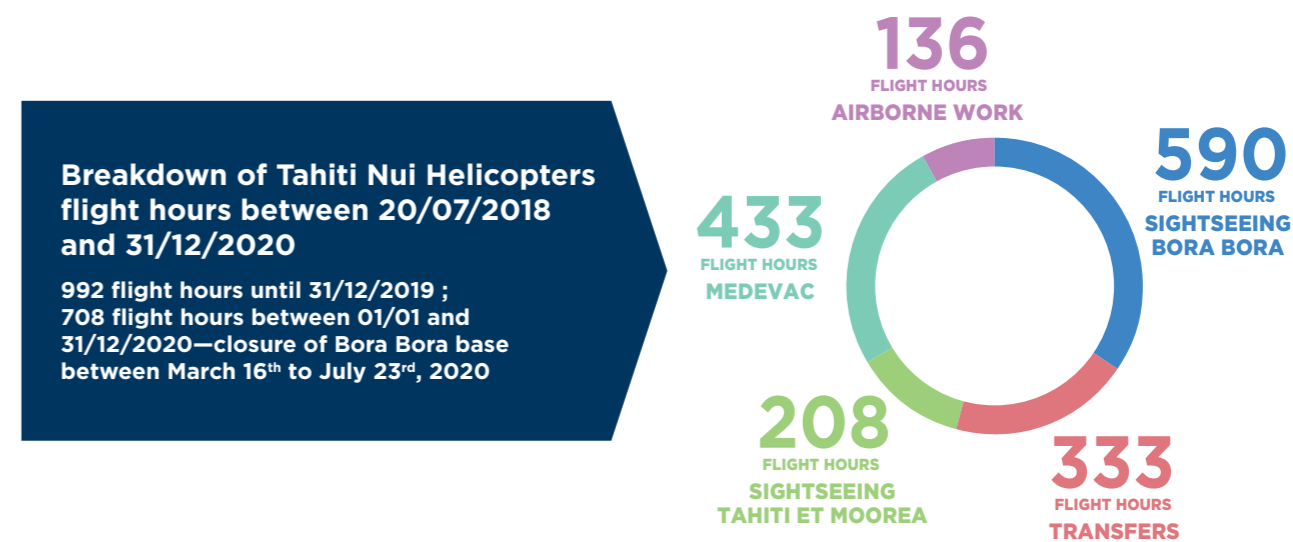 Breakdown of Tahiti Nui Helicopters
flight hours between 20/07/2018
and 31/12/2020
992 flight hours until 31/12/2019 ;
708 flight hours between 01/01 and
31/12/2020—closure of Bora Bora base
between March 16th to July 23rd, 2020
136
FLIGHT HOURS
AIRBORNE WORK
590
FLIGHT HOURS
SIGHTSEEING
BORA BORA
433
FLIGHT HOURS
MEDEVAC
208
FLIGHT HOURS
SIGHTSEEING
TAHITI ET MOOREA
333
FLIGHT HOURS
TRANSFERS